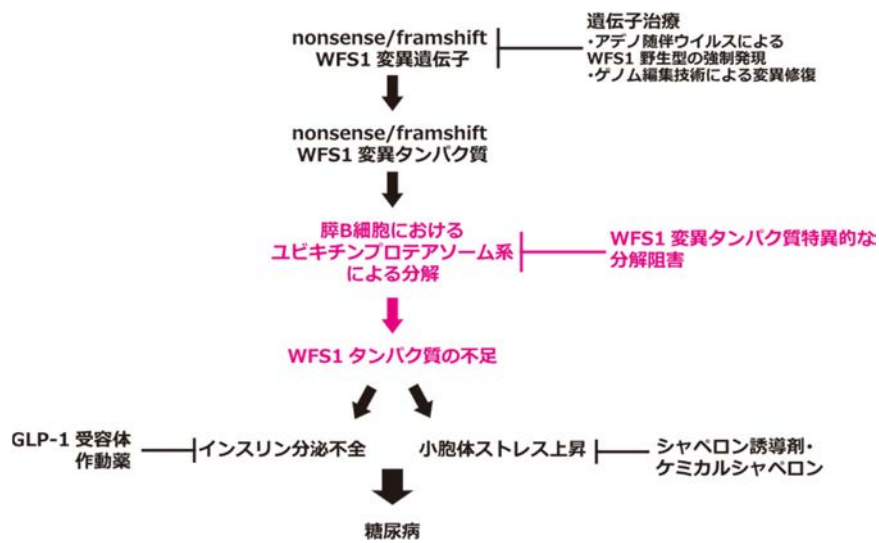 nonsense/framshift
WFS1 変異遺伝子
遺伝子治療
・アデノ随伴ウイルスによる
WFS1 野生型の強制発現
・ゲノム編集技術による変異修復
nonsense/framshift
WFS1 変異タンパク質
膵B細胞における
ユビキチンプロテアソーム系
による分解
WFS1 変異タンパク質特異的な
分解阻害
WFS1 タンパク質の不足
GLP-1 受容体
作動薬
インスリン分泌不全
小胞体ストレス上昇
シャペロン誘導剤・
ケミカルシャペロン
糖尿病